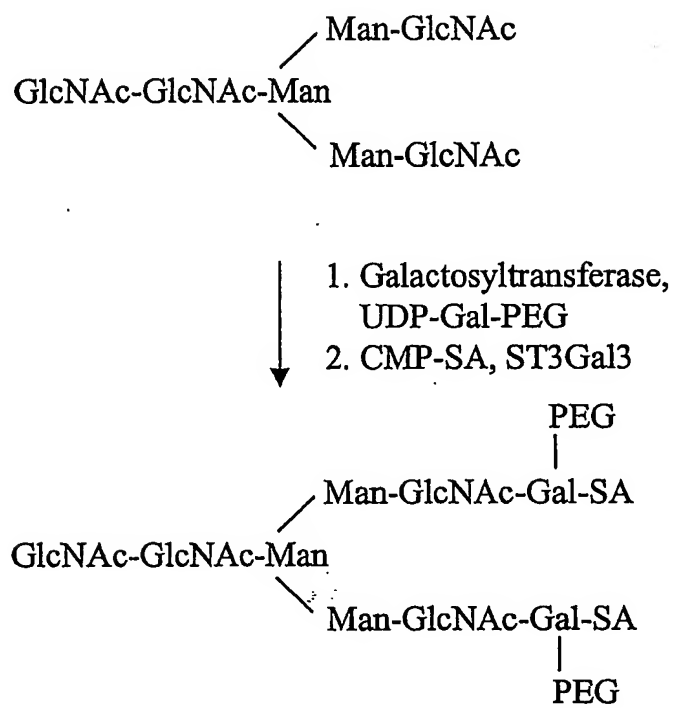 Man-GlcNAc
GlcNAc-GlcNAc-Man
Man-GlcNAc
1. Galactosyltransferase,
UDP-Gal-PEG
2. CMP-SA, ST3Gal3
PEG
Man-GlcNAc-Gal-SA
GlcNAc-GlcNAc-Man
Man-GlcNAc-Gal-SA
PEG